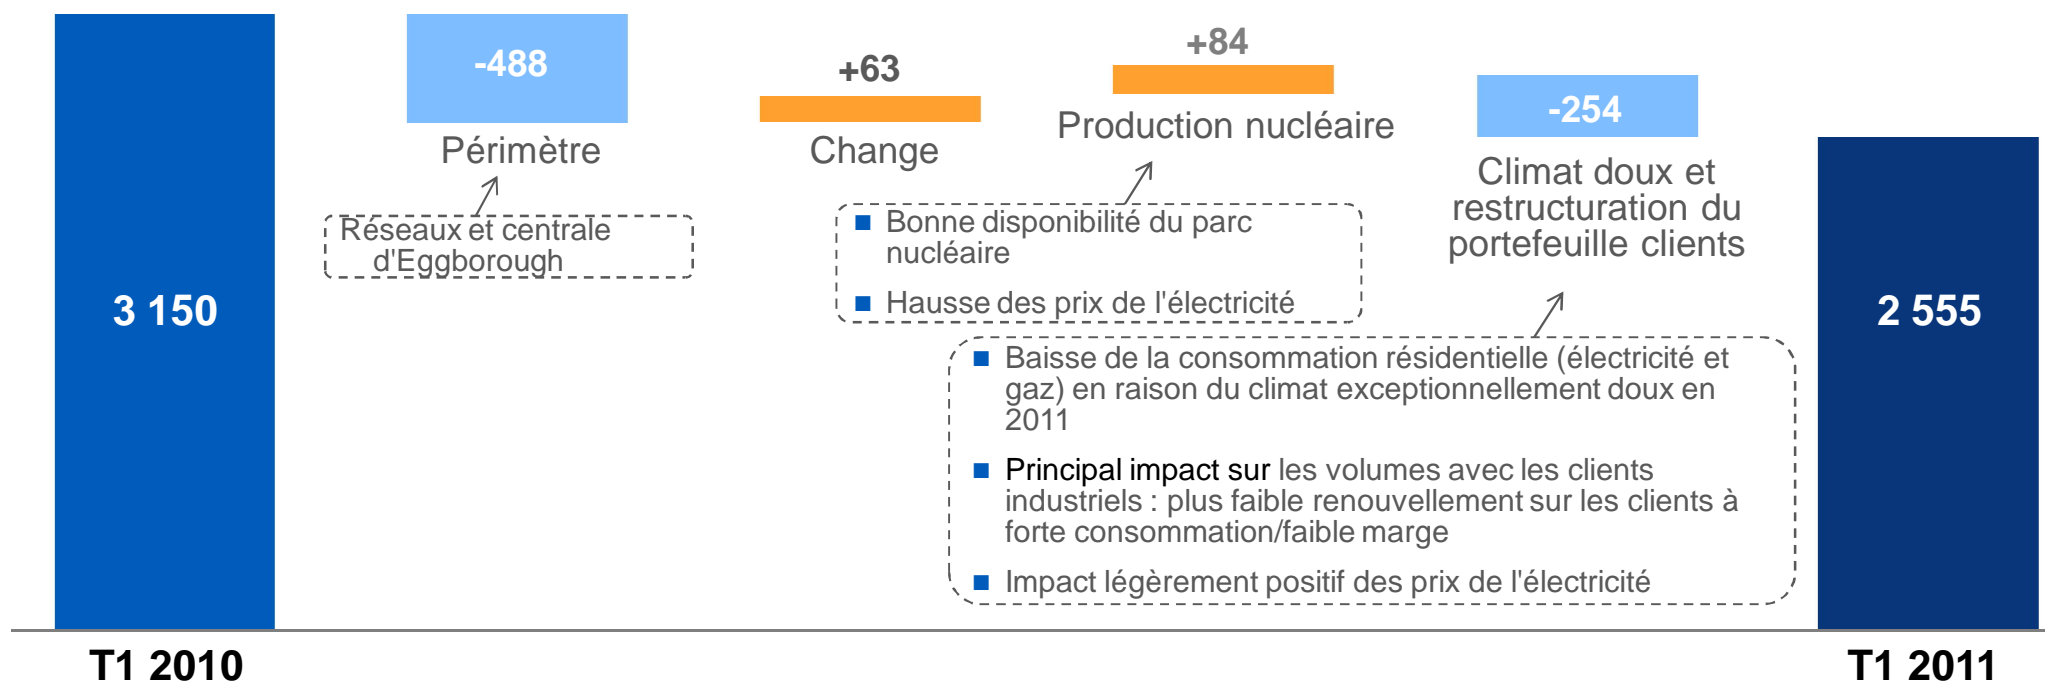 3 150
T1 2010
-488
Périmètre
Réseaux et centrale
d'Eggborough
+63
Change
+84
Production nucléaire
■ Bonne disponibilité du parc
nucléaire
■ Hausse des prix de l'électricité
-254
Climat doux et
restructuration du
portefeuille clients
■ Baisse de la consommation résidentielle (électricité et
gaz) en raison du climat exceptionnellement doux en
2011
■ Principal impact sur les volumes avec les clients
industriels : plus faible renouvellement sur les clients à
forte consommation/faible marge
■ Impact légèrement positif des prix de l'électricité
2 555
T1 2011